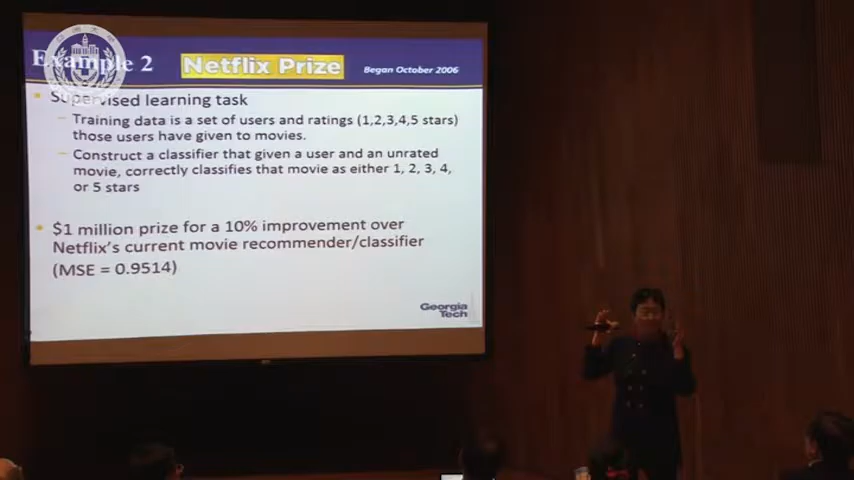 Example 2
Netflix Prize
Began October 2006
Supervised learning task
Training data is a set of users and ratings (1,2,3,4,5 stars)
those users have given to movies.
Construct a classifier that given a user and an unrated
movie, correctly classifies that movie as either 1, 2, 3, 4,
or 5 stars
$1 million prize for a 10% improvement over
Netflix's current movie recommender/classifier
(MSE = 0.9514)
Georgia
Tech